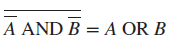 A AND B = A OR B